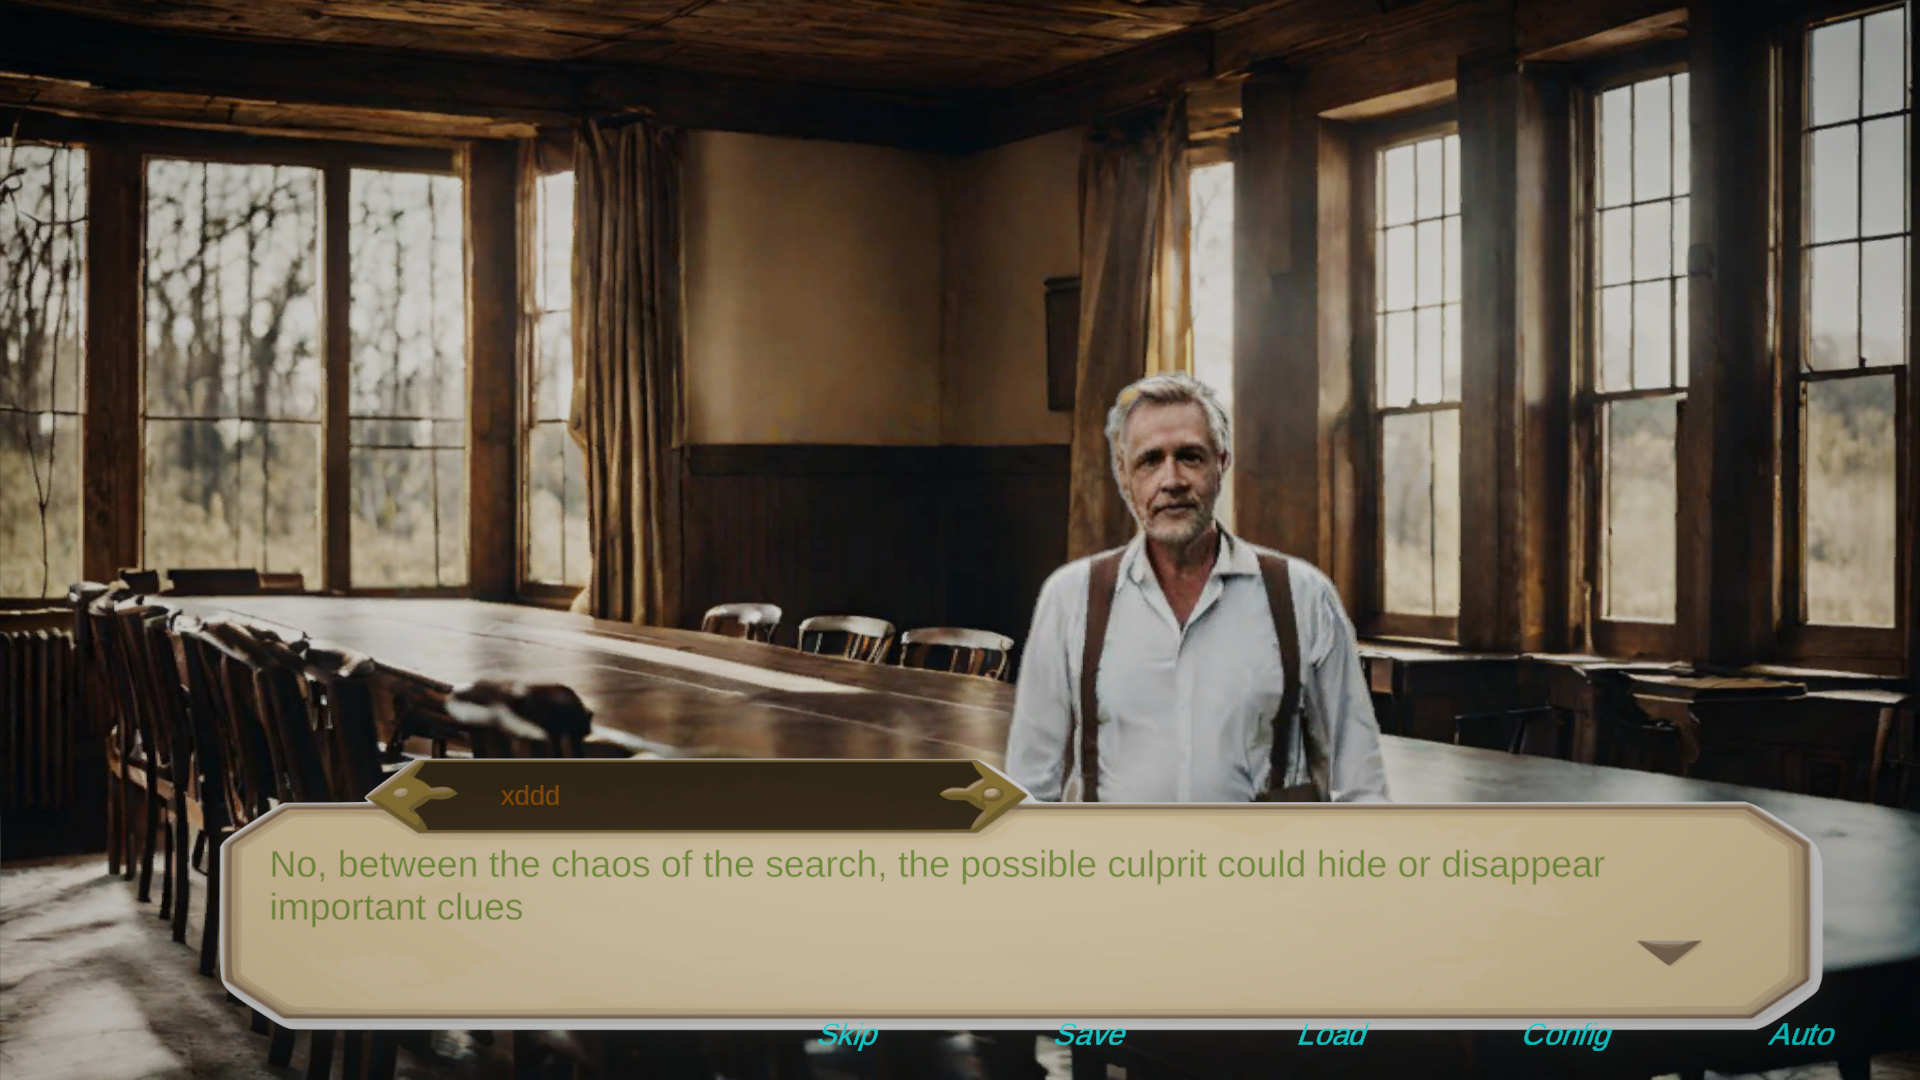 xddd
No, between the chaos of the search, the possible culprit could hide or disappear
important clues
Skip Save Load Config Auto